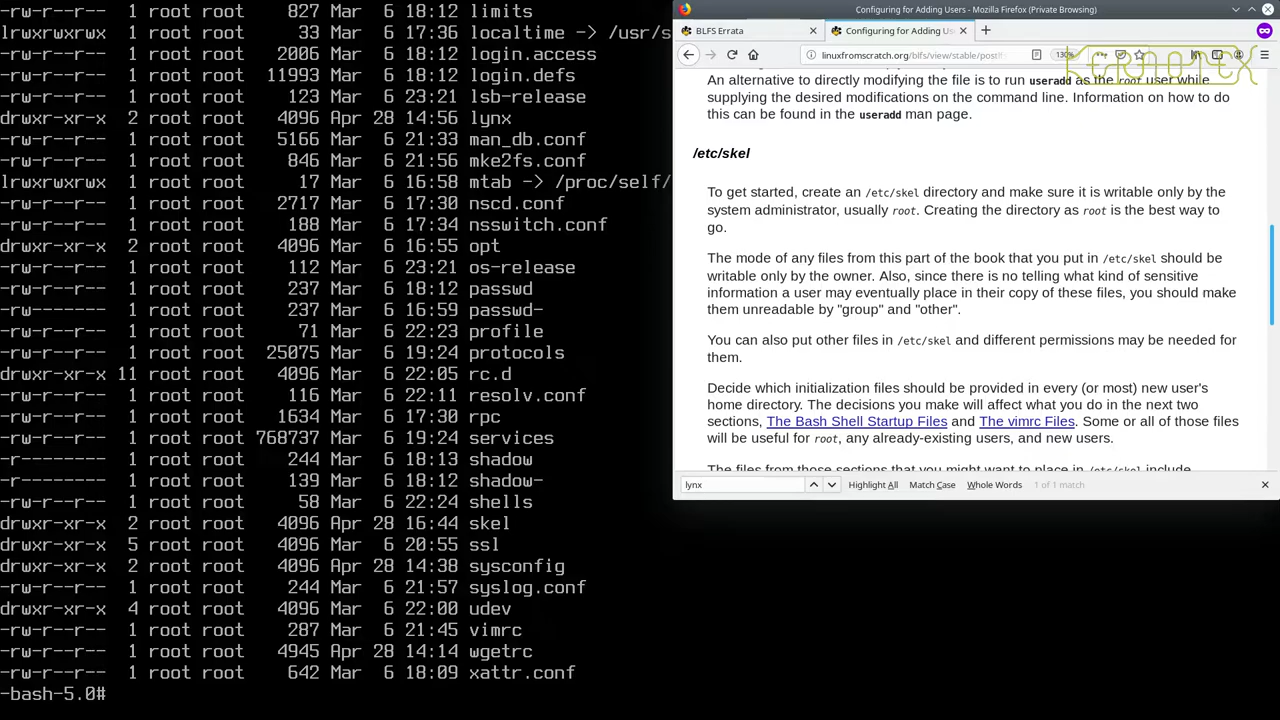 -rw-r--r-- 1 root root 827 Mar 6 18:12 limits
lrwxrwxrwx 1 root root 33 Mar 6 17:36 localtime -> /usr/s
-rw-r--r-- 1 root root 2006 Mar 6 18:12 login.access
-rw-r--r-- 1 root root 11993 Mar 6 18:12 login.defs
-rw-r--r-- 1 root root 123 Mar 6 23:21 lsb-release
drwxr-xr-x 2 root root 4096 Apr 28 14:56 lynx
-rw-r--r-- 1 root root 5166 Mar 6 21:33 man_db.conf
-rw-r--r-- 1 root root 846 Mar 6 21:56 mke2fs.conf
lrwxrwxrwx 1 root root 17 Mar 6 16:58 mtab -> /proc/self/
-rw-r--r-- 1 root root 2717 Mar 6 17:30 nscd.conf
-rw-r--r-- 1 root root 188 Mar 6 17:34 nsswitch.conf
drwxr-xr-x 2 root root 4096 Mar 6 16:55 opt
-rw-r--r-- 1 root root 112 Mar 6 23:21 os-release
-rw-r--r-- 1 root root 237 Mar 6 18:12 passwd
-rw-r--r-- 1 root root 237 Mar 6 16:59 passwd-
-rw-r--r-- 1 root root 71 Mar 6 22:23 profile
-rw-r--r-- 1 root root 25075 Mar 6 19:24 protocols
drwxr-xr-x 11 root root 4096 Mar 6 22:05 rc.d
-rw-r--r-- 1 root root 116 Mar 6 22:11 resolv.conf
-rw-r--r-- 1 root root 1634 Mar 6 17:30 rpc
-rw-r--r-- 1 root root 768737 Mar 6 19:24 services
-r-------- 1 root root 244 Mar 6 18:13 shadow
-r-------- 1 root root 139 Mar 6 18:12 shadow-
-rw-r--r-- 1 root root 58 Mar 6 22:24 shells
drwxr-xr-x 2 root root 4096 Apr 28 16:44 skel
drwxr-xr-x 5 root root 4096 Mar 6 20:55 ssl
drwxr-xr-x 2 root root 4096 Apr 28 14:38 sysconfig
-rw-r--r-- 1 root root 244 Mar 6 21:57 syslog.conf
drwxr-xr-x 4 root root 4096 Mar 6 22:00 udev
-rw-r--r-- 1 root root 287 Mar 6 21:45 vimrc
-rw-r--r-- 1 root root 4945 Apr 28 14:14 wgetrc
-rw-r--r-- 1 root root 642 Mar 6 18:09 xattr.conf
-bash-5.0#
Configuring for Adding Users - Mozilla Firefox (Private Browsing)
BLFS Errata
Configuring for Adding U
linuxfromscratch.org/blfs/view/stable/postlf
130%
An alternative to directly modifying the file is to run useradd as the root user while
supplying the desired modifications on the command line. Information on how to do
this can be found in the useradd man page.
/etc/skel
To get started, create an /etc/skel directory and make sure it is writable only by the
system administrator, usually root. Creating the directory as root is the best way to
go.
The mode of any files from this part of the book that you put in /etc/skel should be
writable only by the owner. Also, since there is no telling what kind of sensitive
information a user may eventually place in their copy of these files, you should make
them unreadable by "group" and "other".
You can also put other files in /etc/skel and different permissions may be needed for
them.
Decide which initialization files should be provided in every (or most) new user's
home directory. The decisions you make will affect what you do in the next two
sections, The Bash Shell Startup Files and The vimrc Files. Some or all of those files
will be useful for root, any already-existing users, and new users.
The files from those sections that you might want to place in /etc/skel include
lynx
Highlight All
Match Case
Whole Words
1 of 1 match